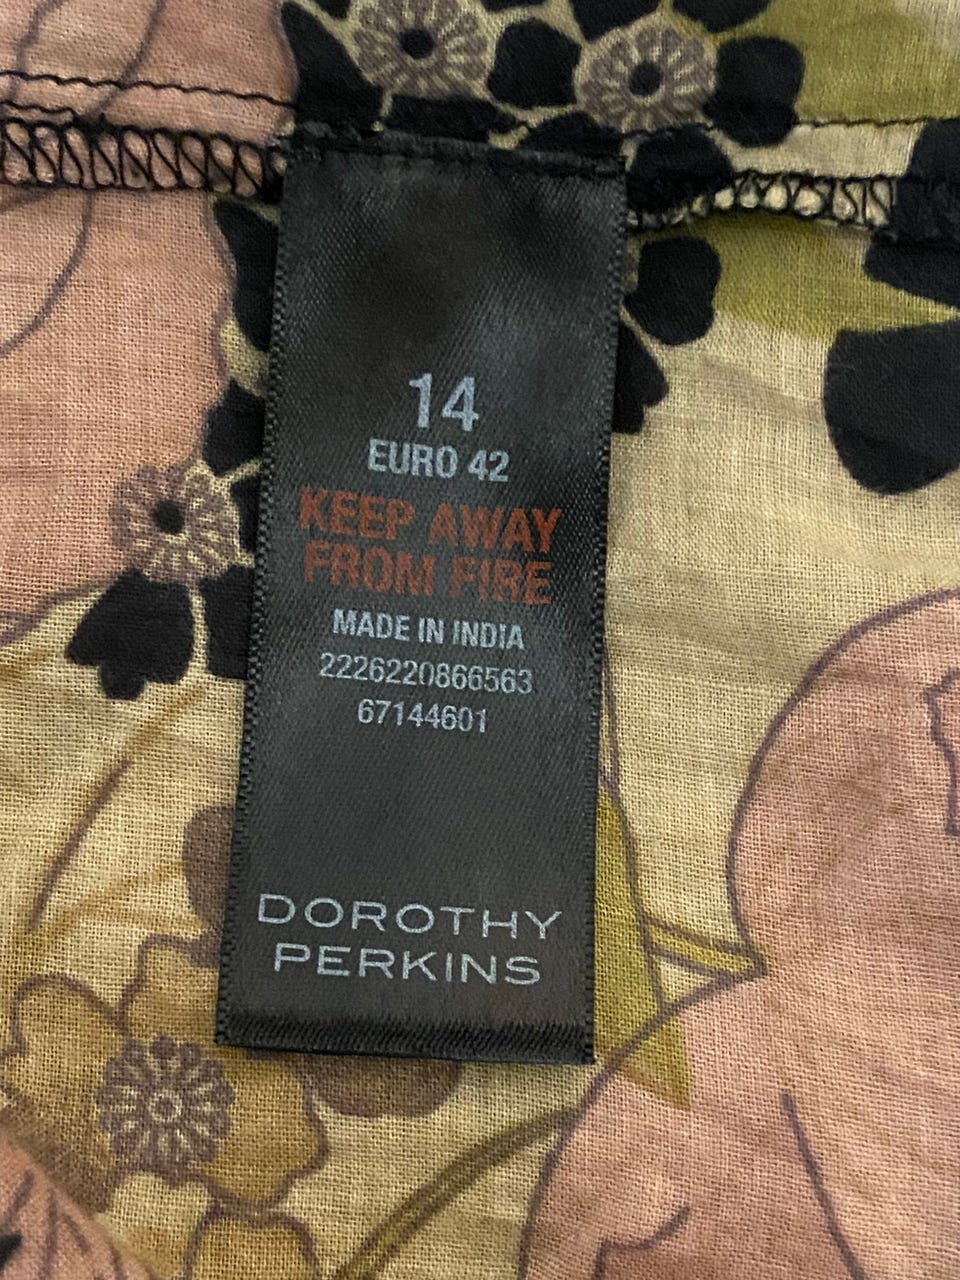 14
EURO 42
KEEP AWAY
FROM FIRE
MADE IN INDIA
2226220866563
67144601
DOROTHY
PERKINS